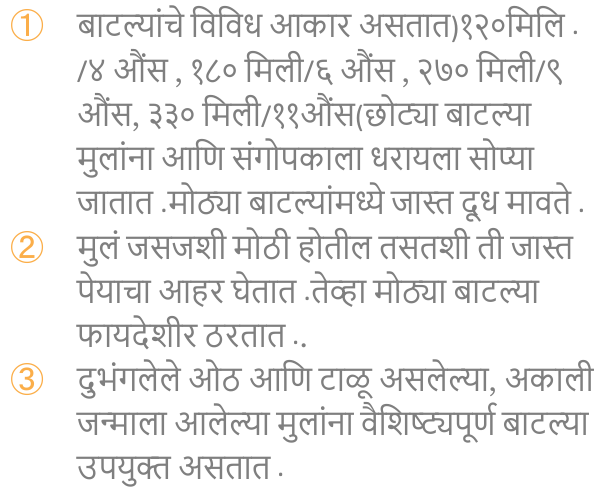 ① बाटल्यांचे विविध आकार असतात)१२०मिलि .
/४ औंस , १८० मिली/६ औंस , २७० मिली/९
औंस, ३३० मिली/११औंस(छोट्या बाटल्या
मुलांना आणि संगोपकाला धरायला सोप्या
जातात .मोठ्या बाटल्यांमध्ये जास्त दूध मावते .
② मुलं जसजशी मोठी होतील तसतशी ती जास्त
पेयाचा आहर घेतात .तेव्हा मोठ्या बाटल्या
फायदेशीर ठरतात ..
③ दुभंगलेले ओठ आणि टाळू असलेल्या, अकाली
जन्माला आलेल्या मुलांना वैशिष्ट्यपूर्ण बाटल्या
उपयुक्त असतात .